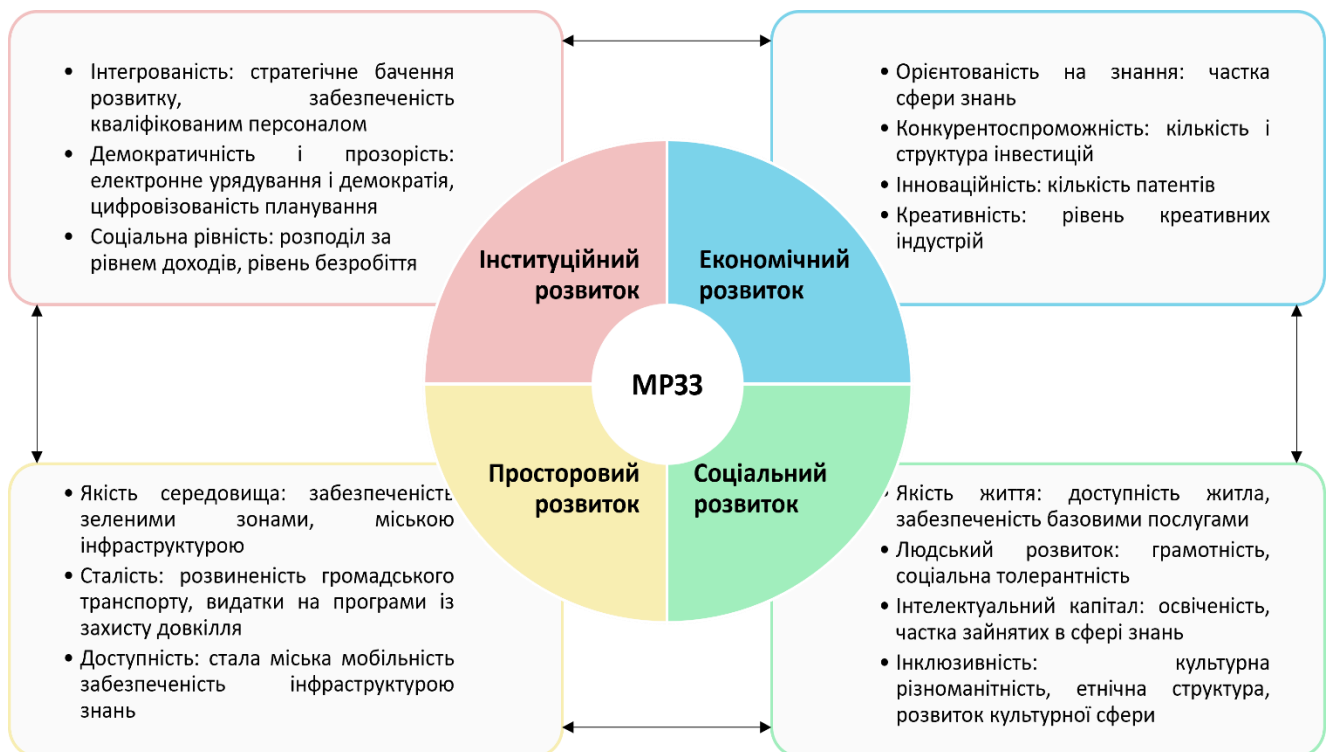 • Інтегрованість: стратегічне бачення
розвитку, забезпеченість
кваліфікованим персоналом
• Демократичність і прозорість:
електронне урядування і демократія,
цифровізованість планування
• Соціальна рівність: розподіл за
рівнем доходів, рівень безробіття
• Орієнтованість на знання: частка
сфери знань
• Конкурентоспроможність: кількість і
структура інвестицій
• Інноваційність: кількість патентів
• Креативність: рівень креативних
індустрій
Інституційний
розвиток
Економічний
розвиток
МРЗЗ
Просторовий
розвиток
Соціальний
розвиток
• Якість середовища: забезпеченість
зеленими зонами, міською
інфраструктурою
• Сталість: розвиненість громадського
транспорту, видатки на програми із
захисту довкілля
• Доступність: стала міська мобільність
забезпеченість інфраструктурою
знань
• Якість життя: доступність житла,
забезпеченість базовими послугами
• Людський розвиток: грамотність,
соціальна толерантність
• Інтелектуальний капітал: освіченість,
частка зайнятих в сфері знань
• Інклюзивність: культурна
різноманітність, етнічна структура,
розвиток культурної сфери